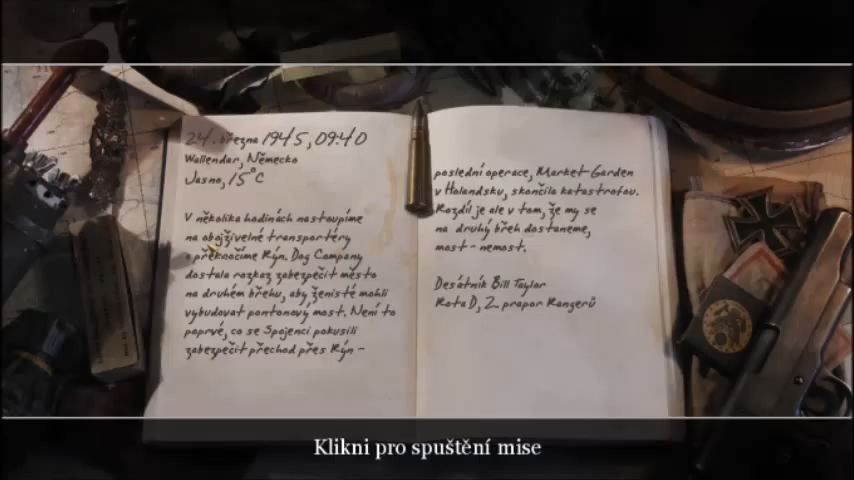 24. března 1945, 09:40
Wallendar, Německo
Jasno, 15°C
V několika hodinách nastoupíme
na obojživelné transportéry
a překročíme Rýn. Dog Company
dostala rozkaz zabezpečit město
na druhém břehu, aby ženisté mohli
vybudovat pontonový most. Není to
poprvé, co se Spojenci pokusili
zabezpečit přechod přes Rýn -
poslední operace, Market Garden
v Holandsku, skončila katastrofou.
Rozdíl je ale v tom, že my se
na druhý břeh dostaneme,
most - nemost.
Desátník Bill Taylor
Rota D, 2. prapor Rangerů
Klikni pro spuštění mise